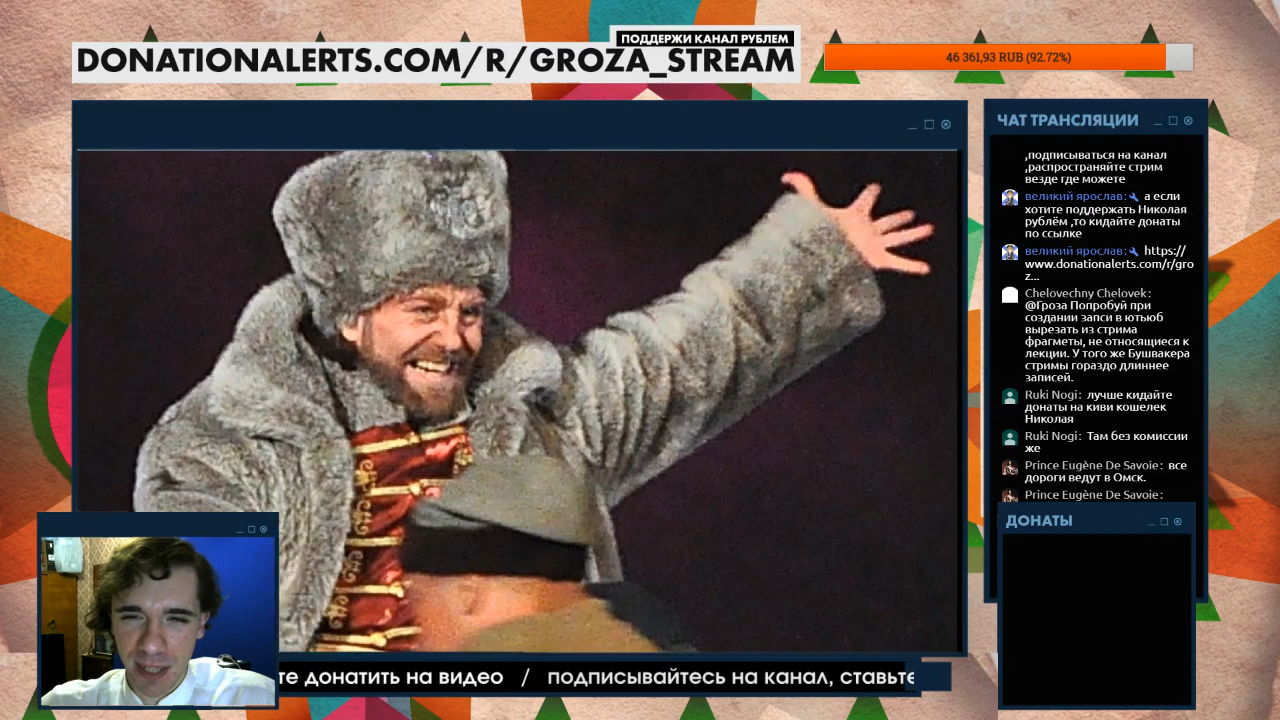 ПОДДЕРЖИ КАНАЛ РУБЛЕМ
DONATIONALERTS.COM/R/GROZA_STREAM
46 361,93 RUB (92.72%)
ЧАТ ТРАНСЛЯЦИИ
,подписываться на канал
,распространяйте стрим
везде где можете
великий ярослав: а если
хотите поддержать Николая
рублём ,то кидайте донаты
по ссылке
великий ярослав: https://
www.donationalerts.com/r/gro
z...
Chelovechny Chelovek:
@Гроза Попробуй при
создании запси в ютьюб
вырезать из стрима
фрагметы, не относящиеся к
лекции. У того же Бушвакера
стримы гораздо длиннее
записей.
Ruki Nogi: лучше кидайте
донаты на киви кошелек
Николая
Ruki Nogi: Там без комиссии
же
Prince Eugène De Savoie: все
дороги ведут в Омск.
Prince Eugène De Savoie:
ДОНАТЫ
те донатить на видео / подписывайтесь на канал, ставьте